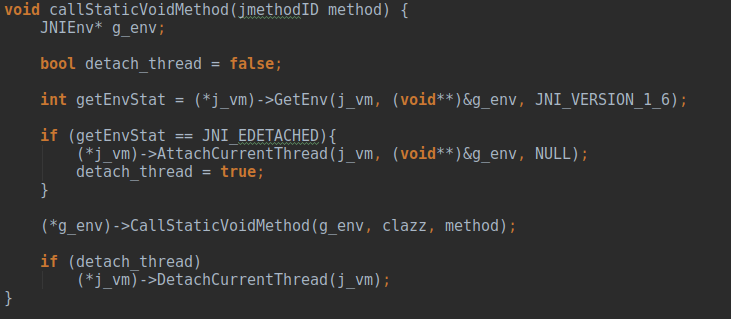 void callStaticVoidMethod(jmethodID method) {
    JNIEnv* g_env;
    bool detach_thread = false;
    int getEnvStat = (*j_vm)->GetEnv(j_vm, (void**)&g_env, JNI_VERSION_1_6);
    if (getEnvStat == JNI_EDETACHED){
        (*j_vm)->AttachCurrentThread(j_vm, (void**)&g_env, NULL);
        detach_thread = true;
    }
    (*g_env)->CallStaticVoidMethod(g_env, clazz, method);
    if (detach_thread)
        (*j_vm)->DetachCurrentThread(j_vm);
}